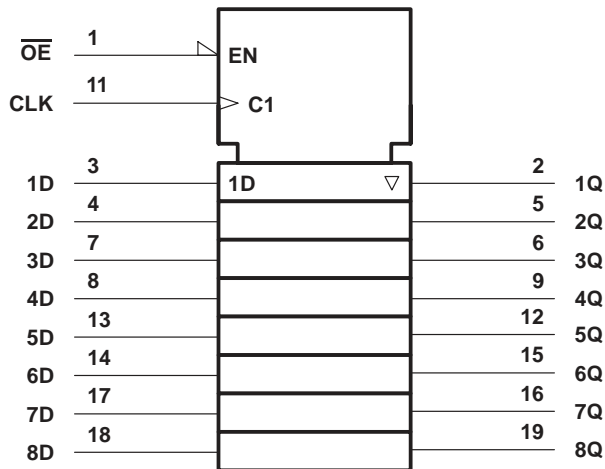 OE 1 EN
CLK 11 C1
1D 3 1D 2 1Q
2D 4 5 2Q
3D 7 6 3Q
4D 8 9 4Q
5D 13 12 5Q
6D 14 15 6Q
7D 17 16 7Q
8D 18 19 8Q